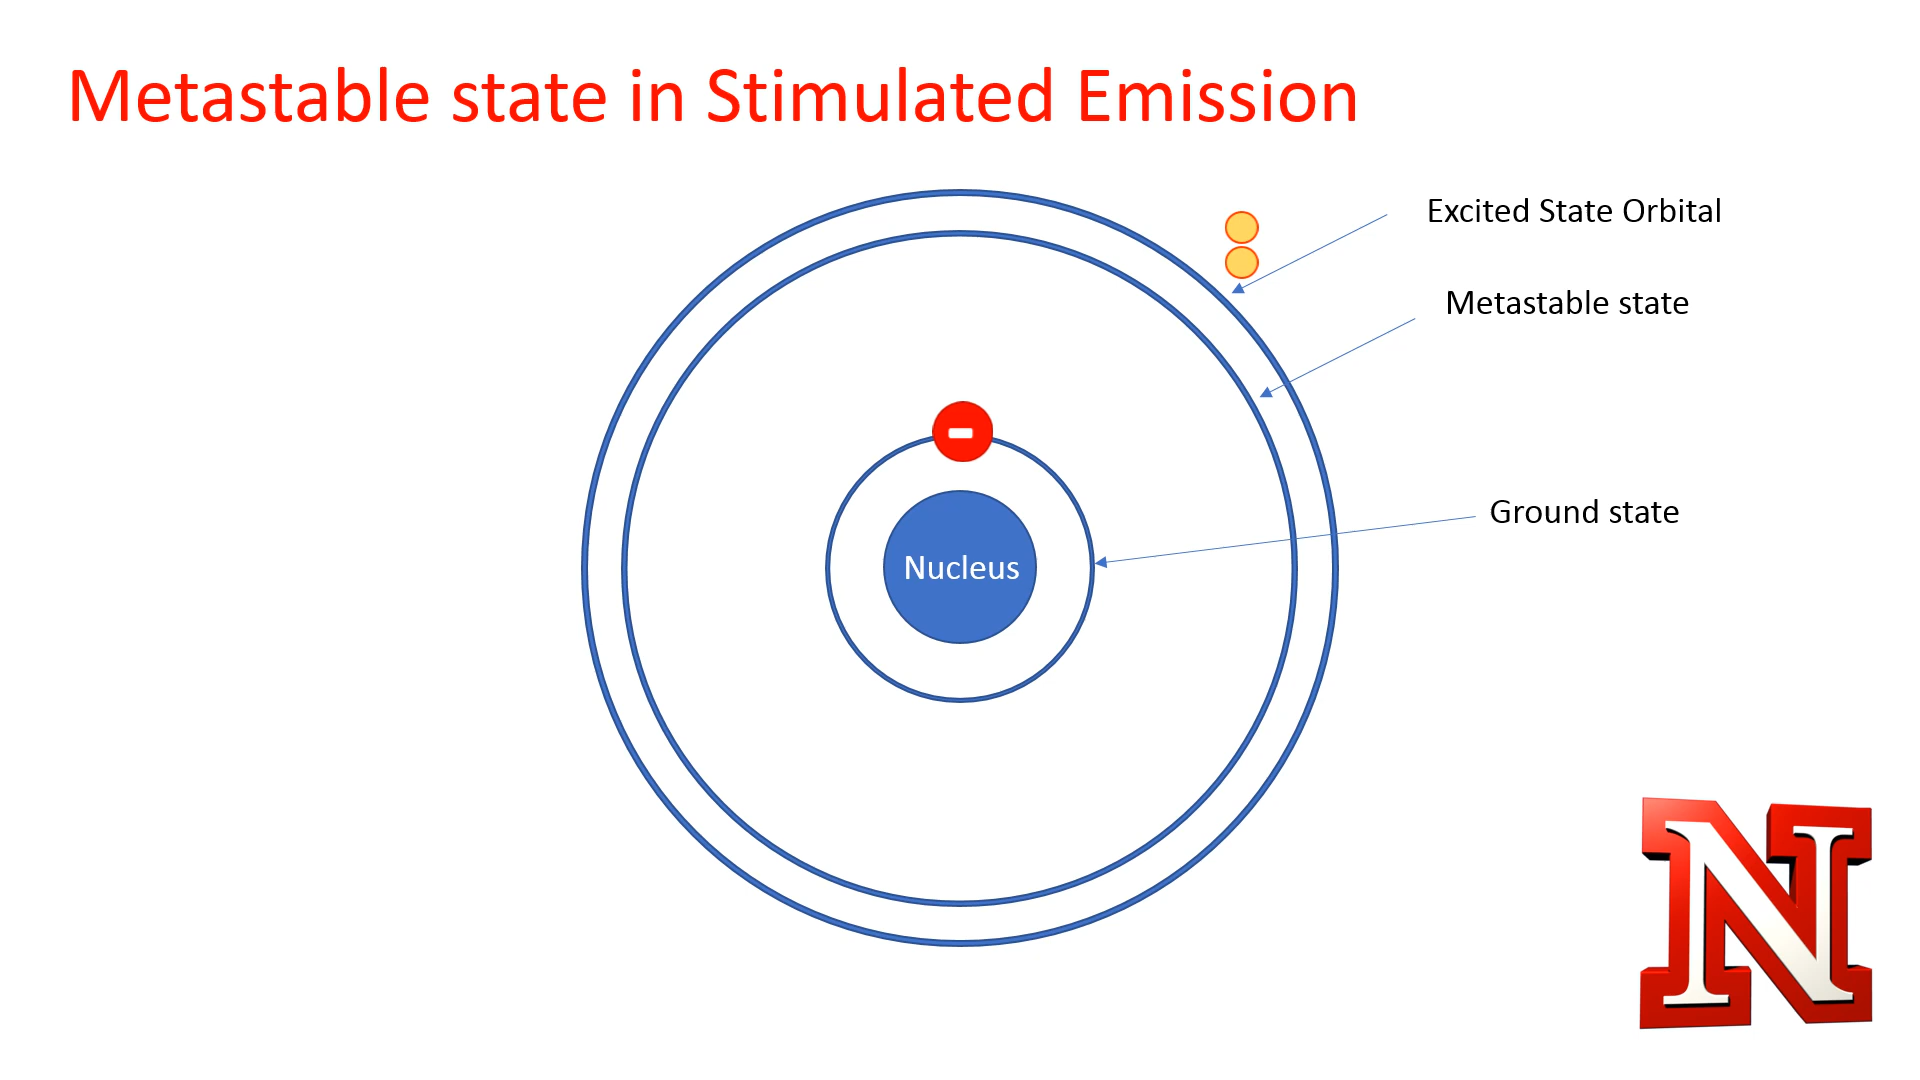 Metastable state in Stimulated Emission
Excited State Orbital
Metastable state
Ground state
Nucleus
N